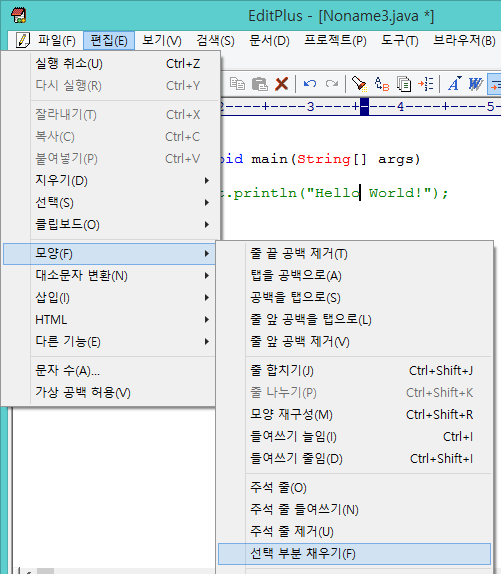 EditPlus - [Noname3.java *]
파일(F) 편집(E) 보기(V) 검색(S) 문서(D) 프로젝트(P) 도구(T) 브라우저(B)
실행 취소(U) Ctrl+Z
다시 실행(R) Ctrl+Y
잘라내기(T) Ctrl+X
복사(C) Ctrl+C
붙여넣기(P) Ctrl+V
지우기(D)
선택(S)
클립보드(O)
모양(F)
대소문자 변환(N)
삽입(I)
HTML
다른 기능(E)
문자 수(A)...
가상 공백 허용(V)
2----+----3----+----4----+----5
oid main(String[] args)
t.println("Hello World!");
줄 끝 공백 제거(T)
탭을 공백으로(A)
공백을 탭으로(S)
줄 앞 공백을 탭으로(L)
줄 앞 공백 제거(V)
줄 합치기(J) Ctrl+Shift+J
줄 나누기(P) Ctrl+Shift+K
모양 재구성(M) Ctrl+Shift+R
들여쓰기 늘임(I) Ctrl+I
들여쓰기 줄임(D) Ctrl+Shift+I
주석 줄(O)
주석 줄 들여쓰기(N)
주석 줄 제거(U)
선택 부분 채우기(F)